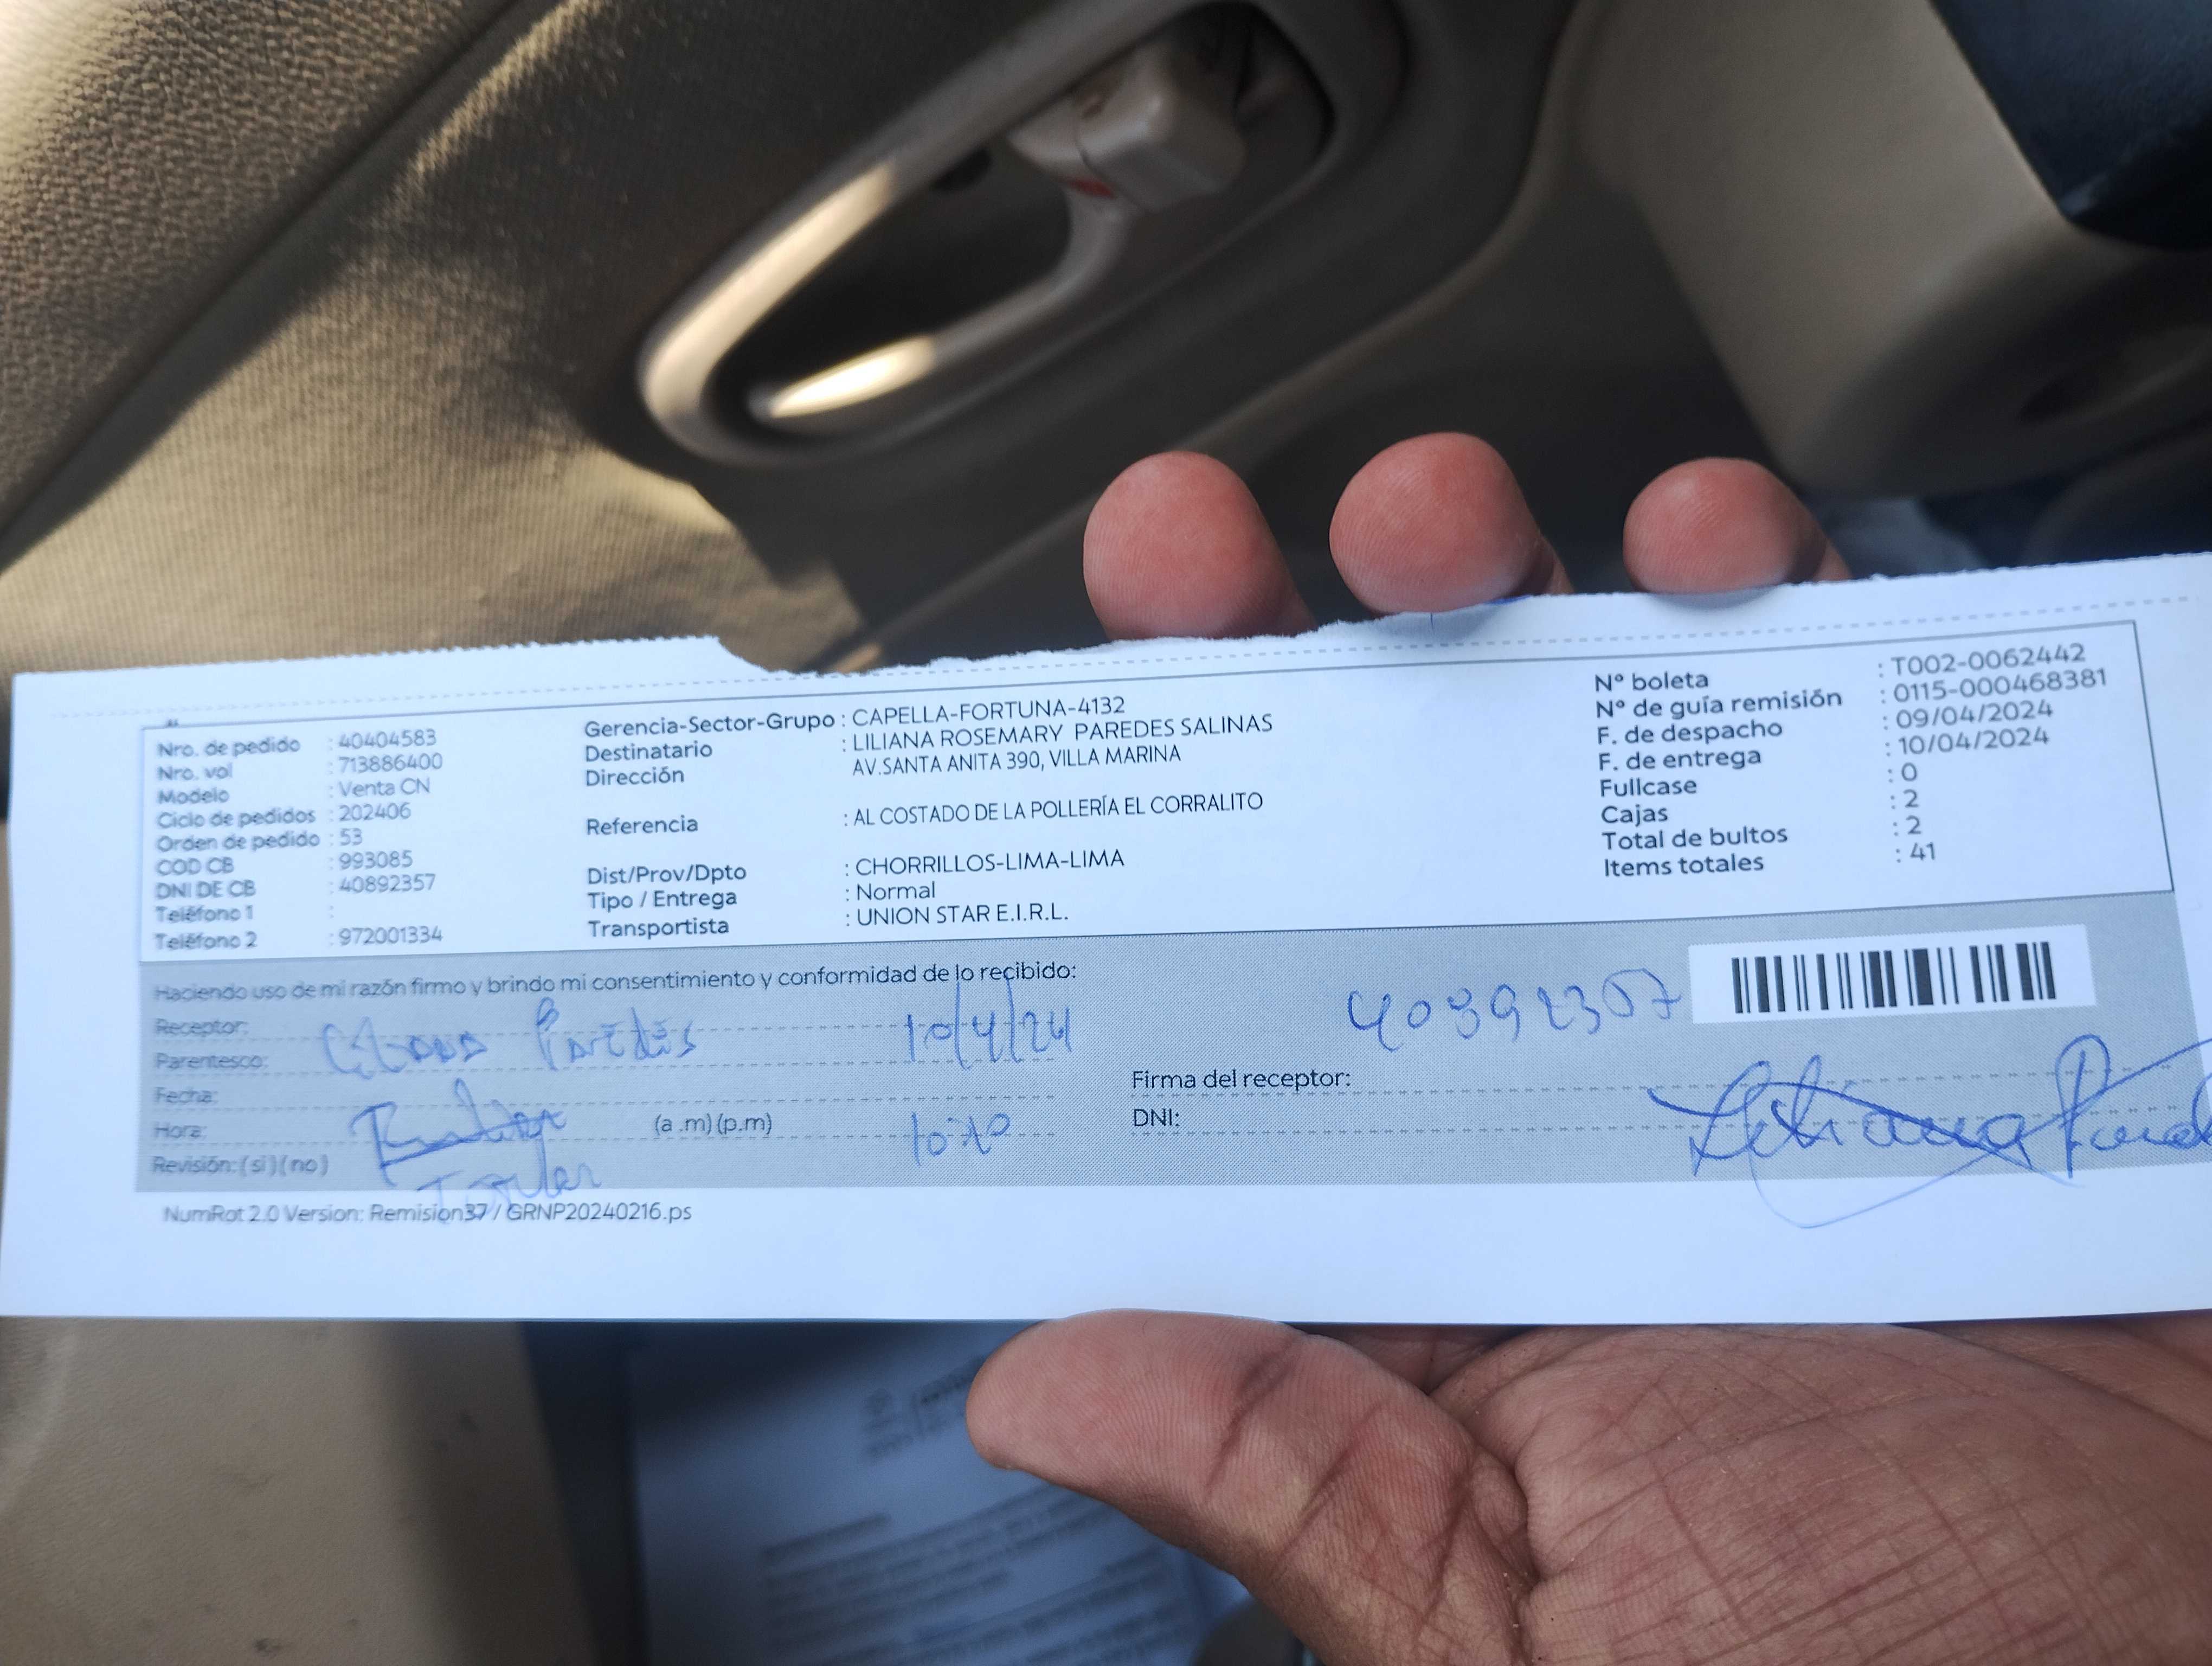 Nro. de pedido : 40404583
Nro. vol : 713886400
Modelo : Venta CN
Ciclo de pedidos : 202406
Orden de pedido : 53
COD CB : 993085
DNI DE CB : 40892357
Teléfono 1 :
Teléfono 2 : 972001334
Gerencia-Sector-Grupo : CAPELLA-FORTUNA-4132
Destinatario : LILIANA ROSEMARY PAREDES SALINAS
Dirección AV.SANTA ANITA 390, VILLA MARINA
Referencia : AL COSTADO DE LA POLLERÍA EL CORRALITO
Dist/Prov/Dpto : CHORRILLOS-LIMA-LIMA
Tipo / Entrega : Normal
Transportista : UNION STAR E.I.R.L.
Nº boleta : T002-0062442
Nº de guía remisión : 0115-000468381
F. de despacho : 09/04/2024
F. de entrega : 10/04/2024
Fullcase : 0
Cajas : 2
Total de bultos : 2
Items totales : 41
Haciendo uso de mi razón firmo y brindo mi consentimiento y conformidad de lo recibido:
Receptor: Paredes 10/4/24
Parentesco:
Fecha:
Hora: (a .m) (p.m)
Revisión: ( si ) ( no )
Firma del receptor:
DNI:
Liliana
NumRot 2.0 Version: Remision37 / GRNP20240216.ps